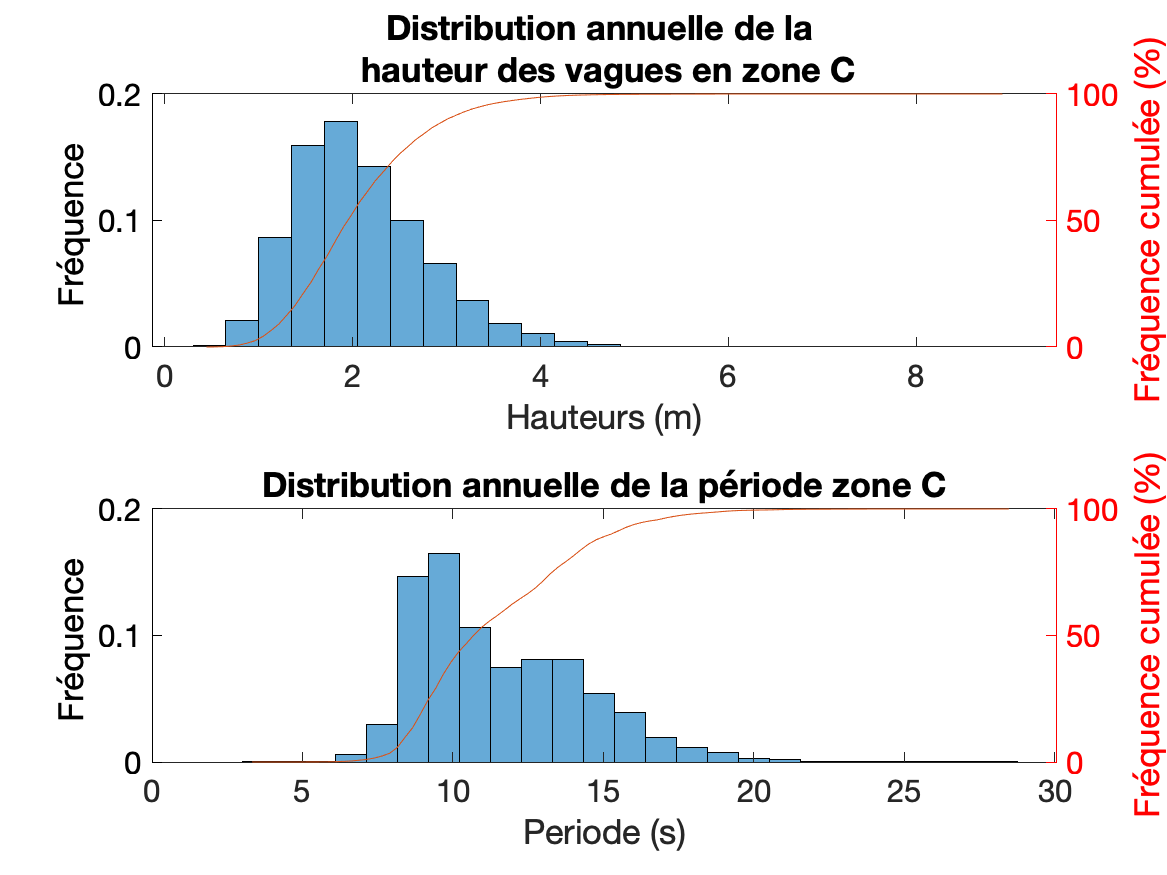 Distribution annuelle de la
hauteur des vagues en zone C
0.2
0.1
0
Fréquence
100
50
0
Fréquence cumulée (%)
0 2 4 6 8
Hauteurs (m)
Distribution annuelle de la période zone C
0.2
0.1
0
Fréquence
100
50
0
Fréquence cumulée (%)
0 5 10 15 20 25 30
Periode (s)